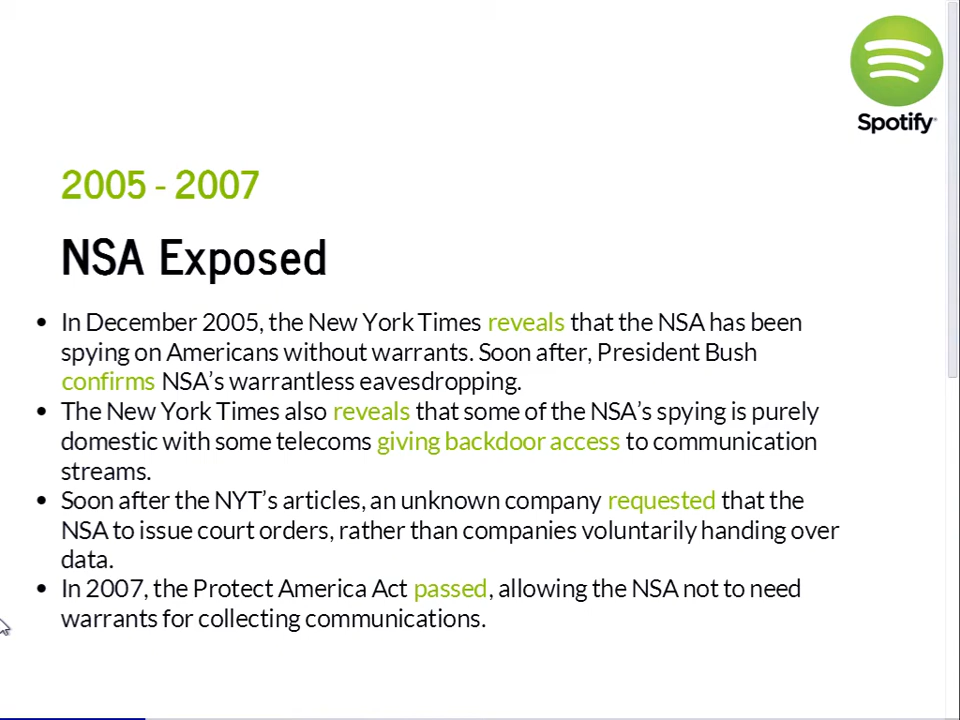 Spotify
2005 - 2007
NSA Exposed
• In December 2005, the New York Times reveals that the NSA has been
spying on Americans without warrants. Soon after, President Bush
confirms NSA's warrantless eavesdropping.
• The New York Times also reveals that some of the NSA's spying is purely
domestic with some telecoms giving backdoor access to communication
streams.
• Soon after the NYT's articles, an unknown company requested that the
NSA to issue court orders, rather than companies voluntarily handing over
data.
• In 2007, the Protect America Act passed, allowing the NSA not to need
warrants for collecting communications.